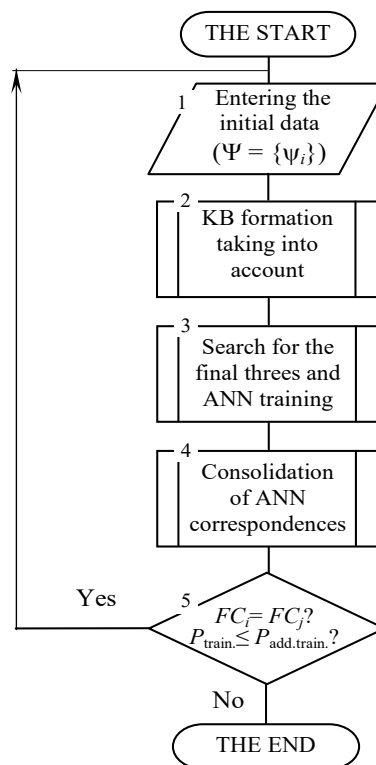 THE START
1
Entering the
initial data
(Ψ = {ψi})
2
KB formation
taking into
account
3
Search for the
final threes and
ANN training
4
Consolidation
of ANN
correspondences
5
FCi= FCj?
Ptrain.≤ Padd.train.?
Yes
No
THE END